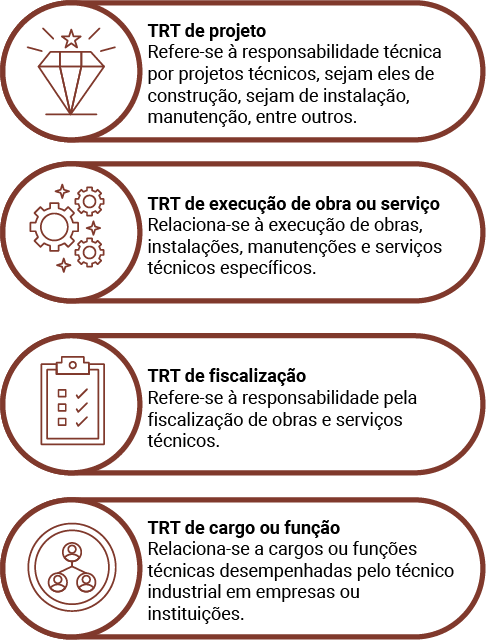 TRT de projeto
Refere-se à responsabilidade técnica
por projetos técnicos, sejam eles de
construção, sejam de instalação,
manutenção, entre outros.
TRT de execução de obra ou serviço
Relaciona-se à execução de obras,
instalações, manutenções e serviços
técnicos específicos.
TRT de fiscalização
Refere-se à responsabilidade pela
fiscalização de obras e serviços
técnicos.
TRT de cargo ou função
Relaciona-se a cargos ou funções
técnicas desempenhadas pelo técnico
industrial em empresas ou
instituições.